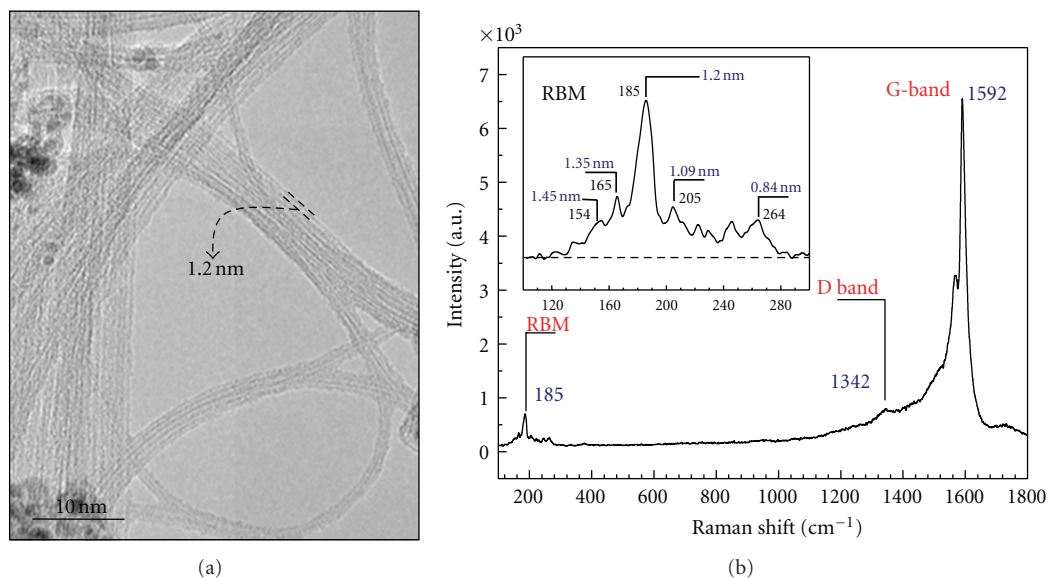 1.2 nm
10 nm
(a)
×10³
7
6
5
4
3
2
1
0
Intensity (a.u.)
200 400 600 800 1000 1200 1400 1600 1800
Raman shift (cm⁻¹)
G-band
1592
D band
1342
RBM
185
RBM
185
1.2 nm
1.35 nm
165
1.45 nm
154
1.09 nm
205
0.84 nm
264
120 160 200 240 280
(b)